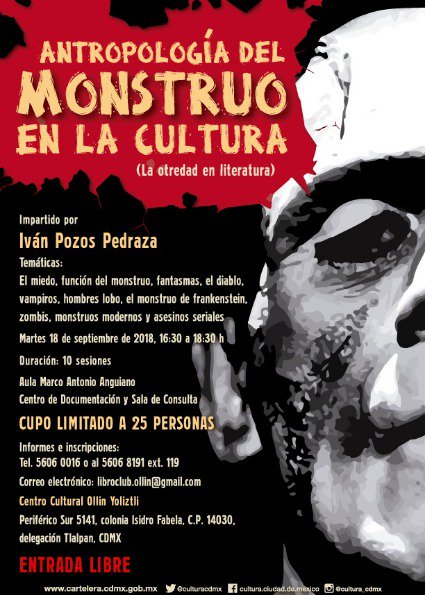 ANTROPOLOGÍA DEL
MONSTRUO
EN LA CULTURA
(La otredad en literatura)
Impartido por
Iván Pozos Pedraza
Temáticas:
El miedo, función del monstruo, fantasmas, el diablo,
vampiros, hombres lobo, el monstruo de frankenstein,
zombis, monstruos modernos y asesinos seriales
Martes 18 de septiembre de 2018, 16:30 a 18:30 h
Duración: 10 sesiones
Aula Marco Antonio Anguiano
Centro de Documentación y Sala de Consulta
CUPO LIMITADO A 25 PERSONAS
Informes e inscripciones:
Tel. 5606 0016 o al 5606 8191 ext. 119
Correo electrónico: libroclub.ollin@gmail.com
Centro Cultural Ollin Yoliztli
Periférico Sur 5141, colonia Isidro Fabela, C.P. 14030,
delegación Tlalpan, CDMX
ENTRADA LIBRE
www.cartelera.cdmx.gob.mx @culturacdmx cultura.ciudad.de.mexico @cultura_cdmx